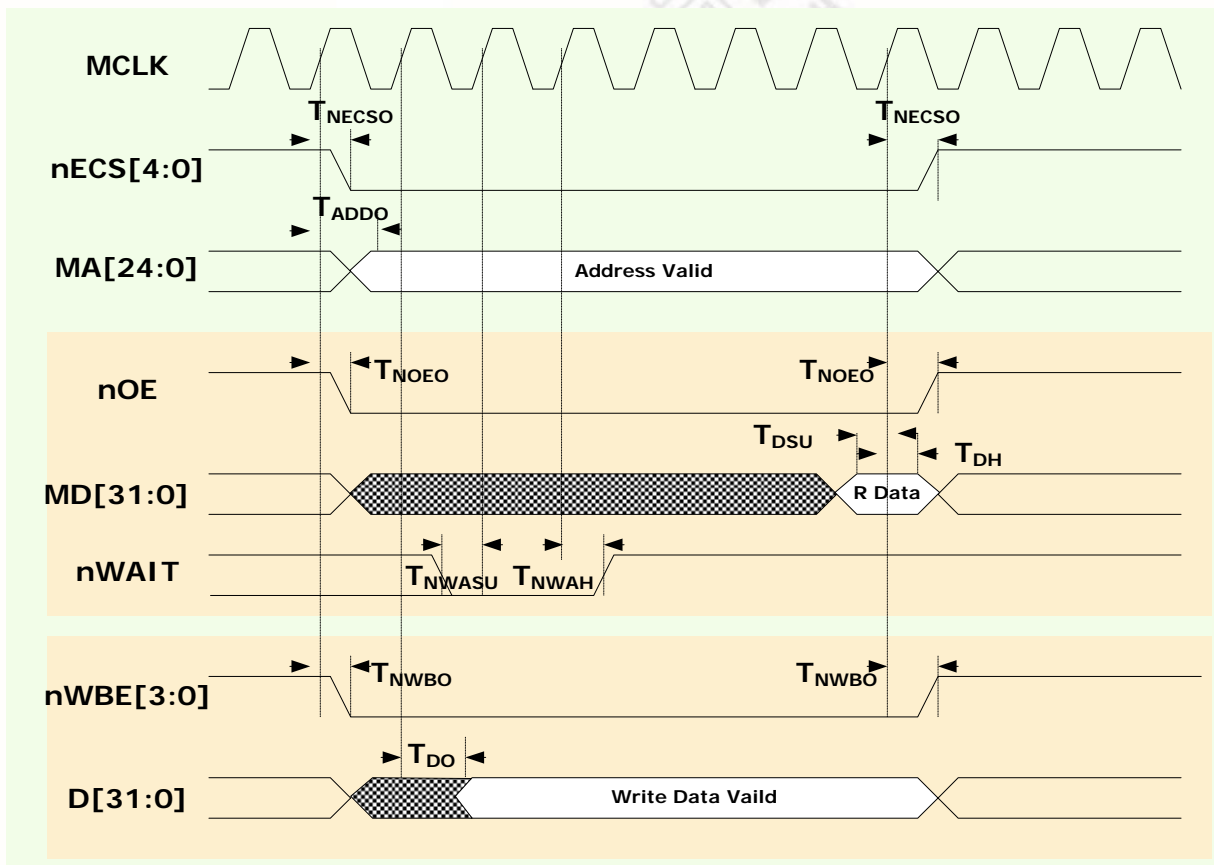 MCLK
TNECSO TNECSO
nECS[4:0]
TADDO
MA[24:0] Address Valid
TNOEO TNOEO
nOE
TDSU TDH
MD[31:0] R Data
nWAIT TNWASU TNWAH
TNWBO TNWBO
nWBE[3:0]
TDO
D[31:0] Write Data Vaild